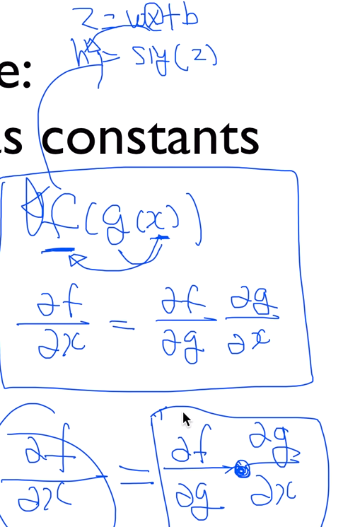 z = wx+b
e:
h = sig(z)
s constants
f(g(x))
∂f/∂x = ∂f/∂g ∂g/∂x
∂f/∂x = ∂f/∂g • ∂g/∂x